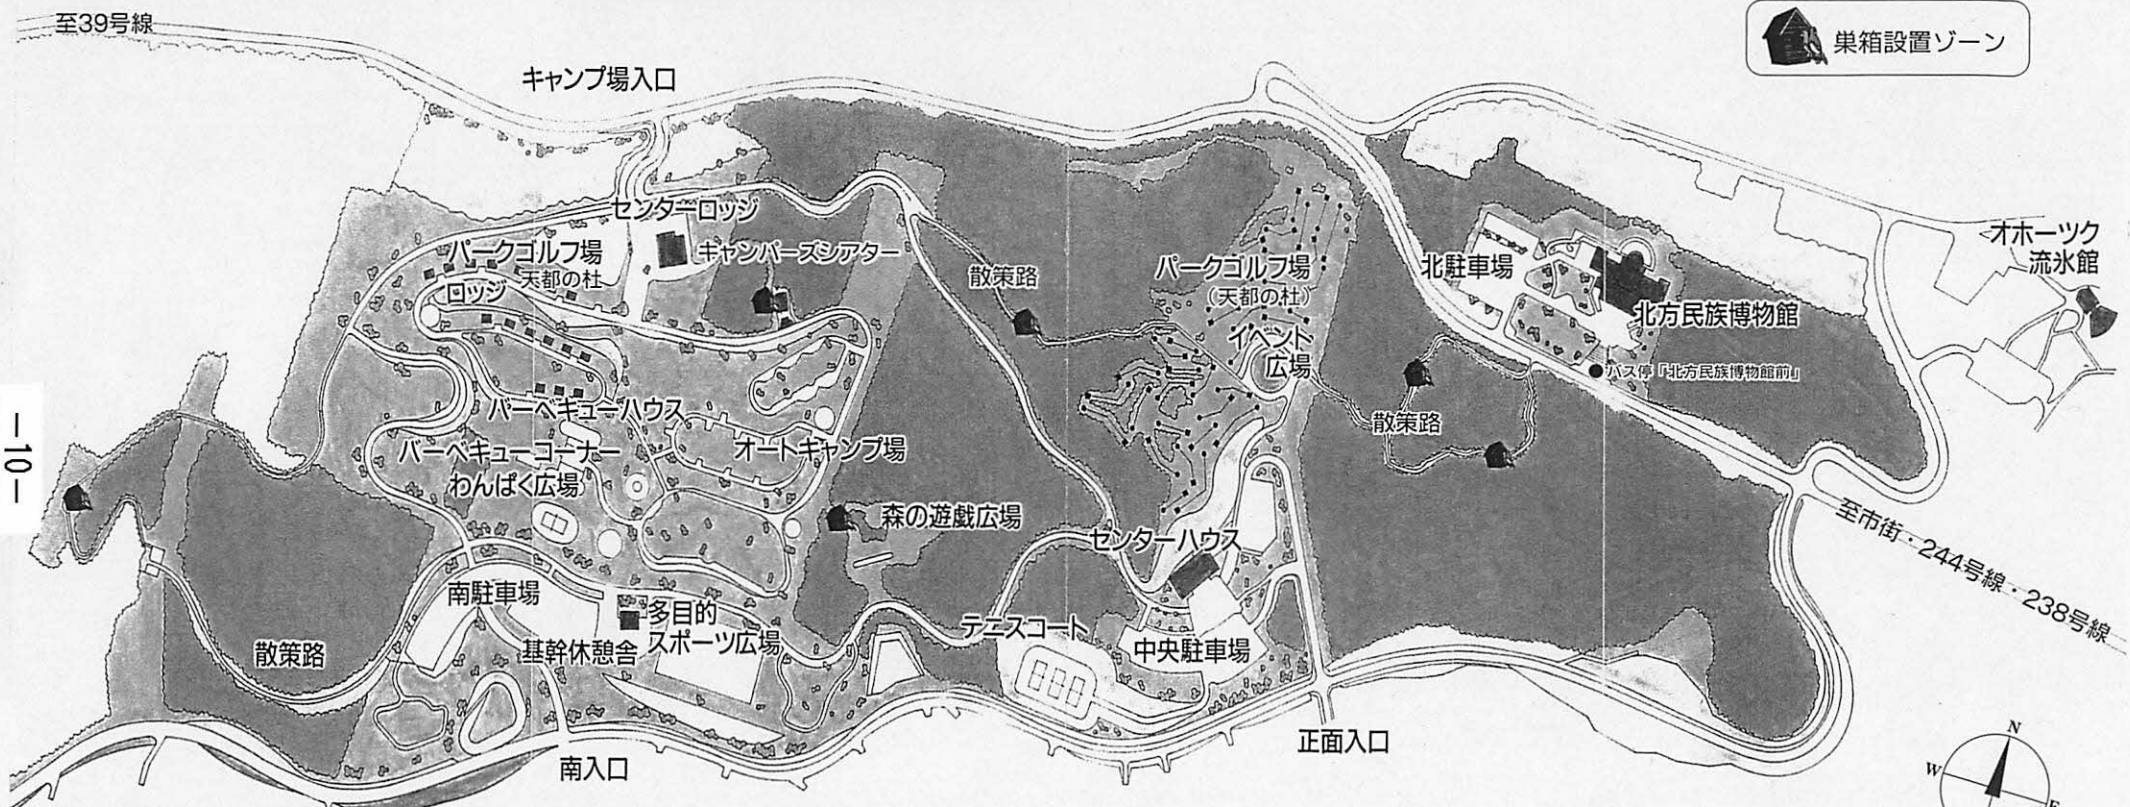 至39号線
巣箱設置ゾーン
キャンプ場入口
センターロッジ
パークゴルフ場
天都の杜
ロッジ
キャンパーズシアター
散策路
パークゴルフ場
(天都の杜)
イベント
広場
北駐車場
北方民族博物館
バス停「北方民族博物館前」
オホーツク
流氷館
バーベキューハウス
バーベキューコーナー
わんぱく広場
オートキャンプ場
散策路
森の遊戯広場
センターハウス
至市街・244号線・238号線
南駐車場
多目的
スポーツ広場
基幹休憩舎
テニスコート
中央駐車場
散策路
正面入口
南入口
N
W
E
－10－